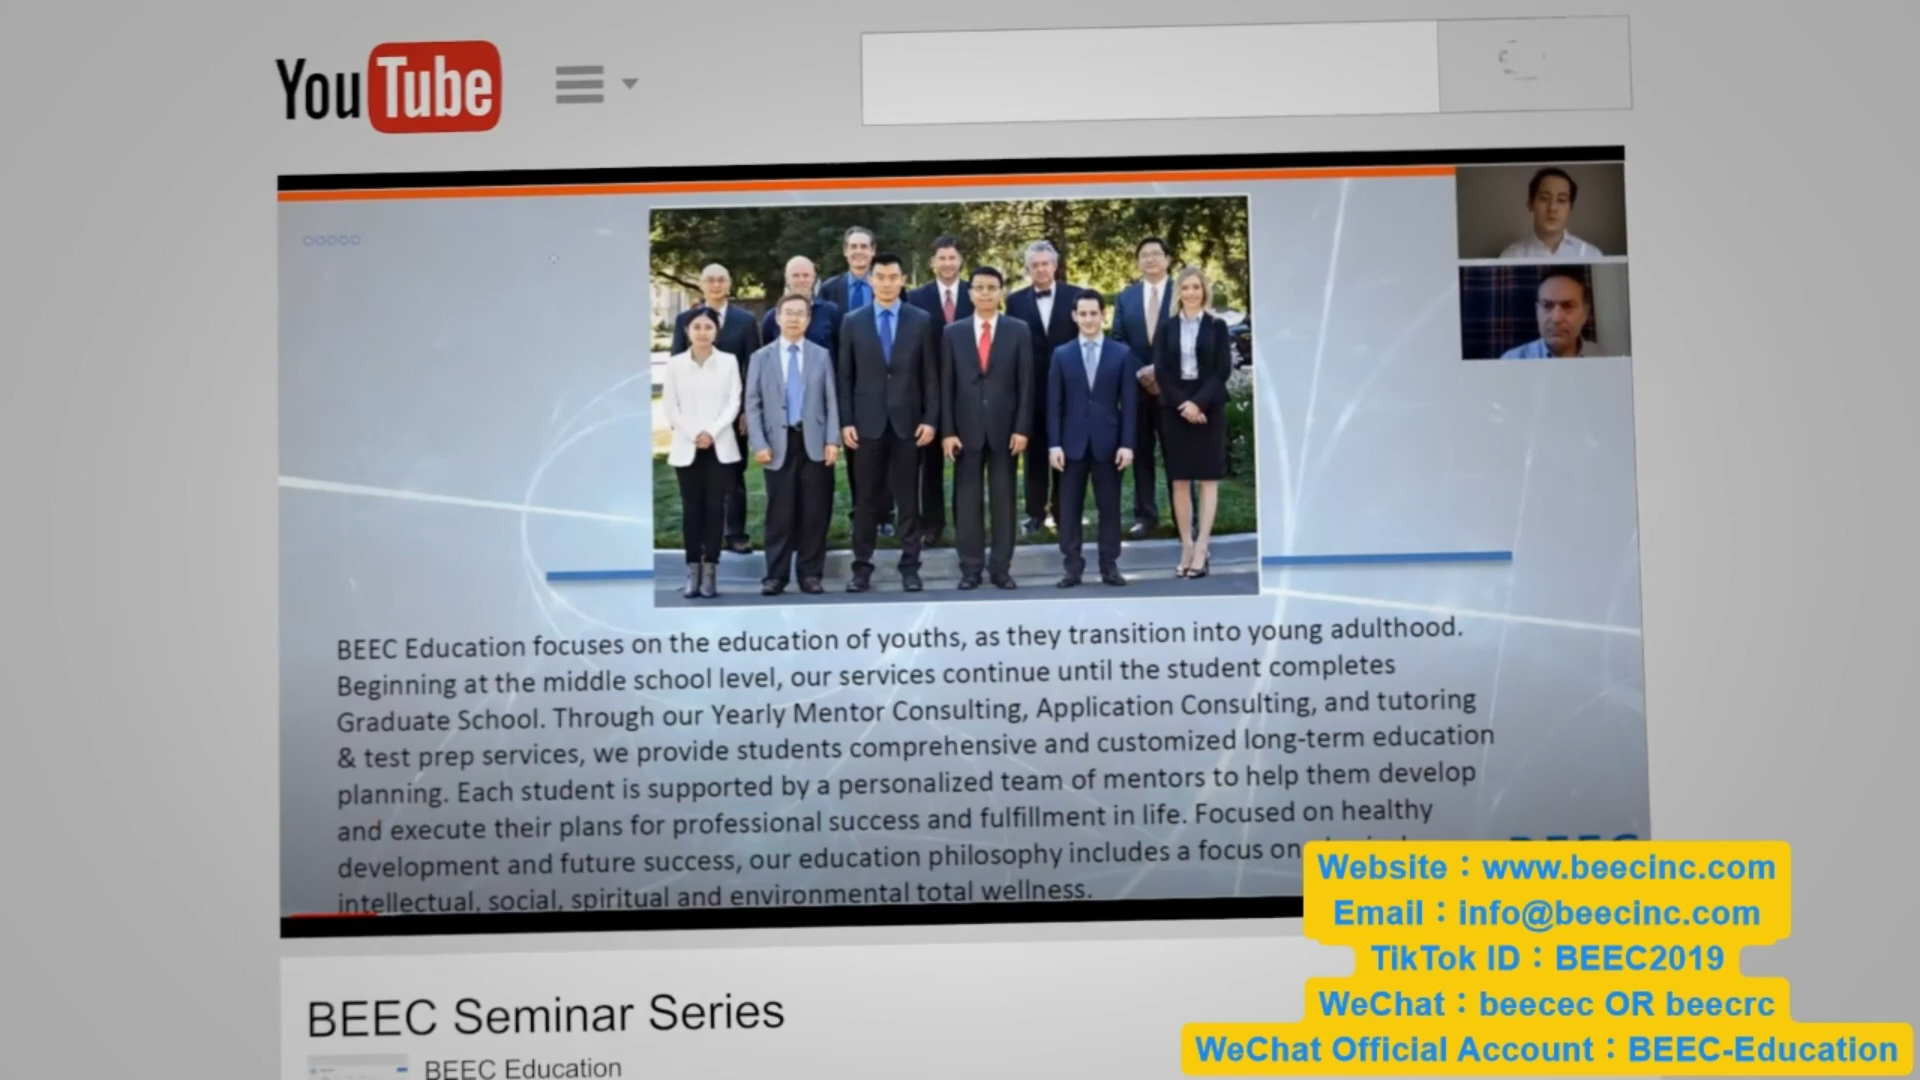 YouTube
BEEC Education focuses on the education of youths, as they transition into young adulthood.
Beginning at the middle school level, our services continue until the student completes
Graduate School. Through our Yearly Mentor Consulting, Application Consulting, and tutoring
& test prep services, we provide students comprehensive and customized long-term education
planning. Each student is supported by a personalized team of mentors to help them develop
and execute their plans for professional success and fulfillment in life. Focused on healthy
development and future success, our education philosophy includes a focus on
intellectual, social, spiritual and environmental total wellness.
Website：www.beecinc.com
Email：info@beecinc.com
TikTok ID：BEEC2019
WeChat：beecec OR beecrc
WeChat Official Account：BEEC-Education
BEEC Seminar Series
BEEC Education